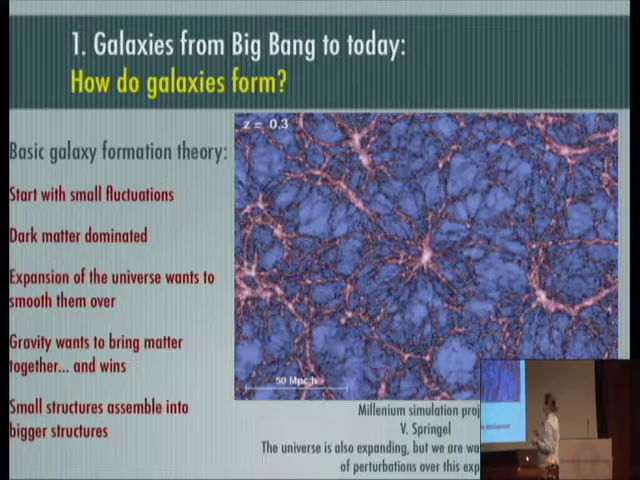 1. Galaxies from Big Bang to today:
How do galaxies form?
z = 0.3
Basic galaxy formation theory:
Start with small fluctuations
Dark matter dominated
Expansion of the universe wants to
smooth them over
Gravity wants to bring matter
together... and wins
Small structures assemble into
bigger structures
50 Mpc/h
Millenium simulation proj
V. Springel
The universe is also expanding, but we are wa
of perturbations over this exp